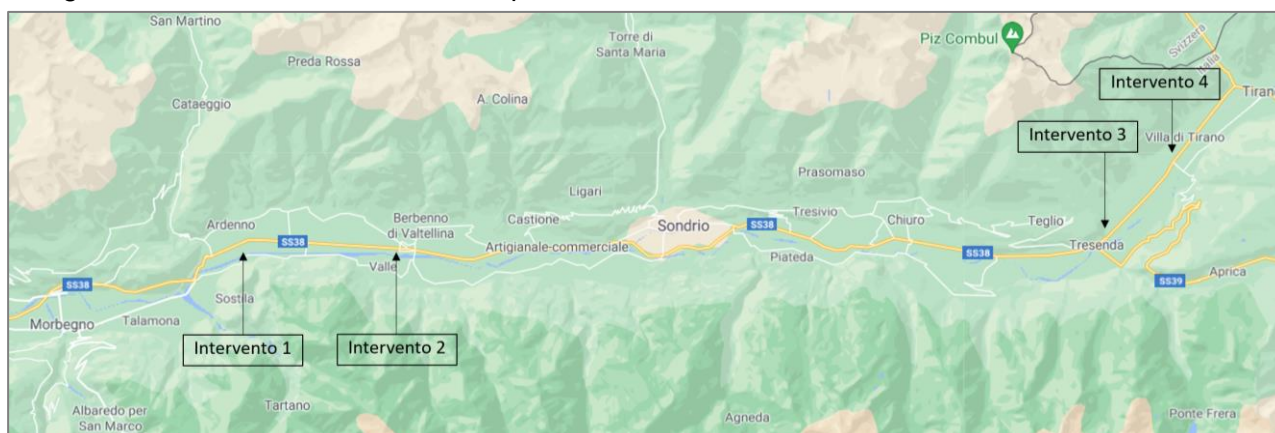 San Martino
Torre di
Santa Maria
Piz Combul
Svizzera
Italia
Preda Rossa
Intervento 4
A. Colina
Cataeggio
Intervento 3
Villa di Tirano
Prasomaso
Ligari
Ardenno
Berbenno
di Valtellina
Castione
Sondrio
SS38
Tresivio
Chiuro
Teglio
SS38
Artigianale-commerciale
Tresenda
SS38
Valle
Piateda
SS39
Aprica
SS38
Sostila
Morbegno
Talamona
Intervento 1
Intervento 2
Tartano
Albaredo per
San Marco
Agneda
Ponte Frera